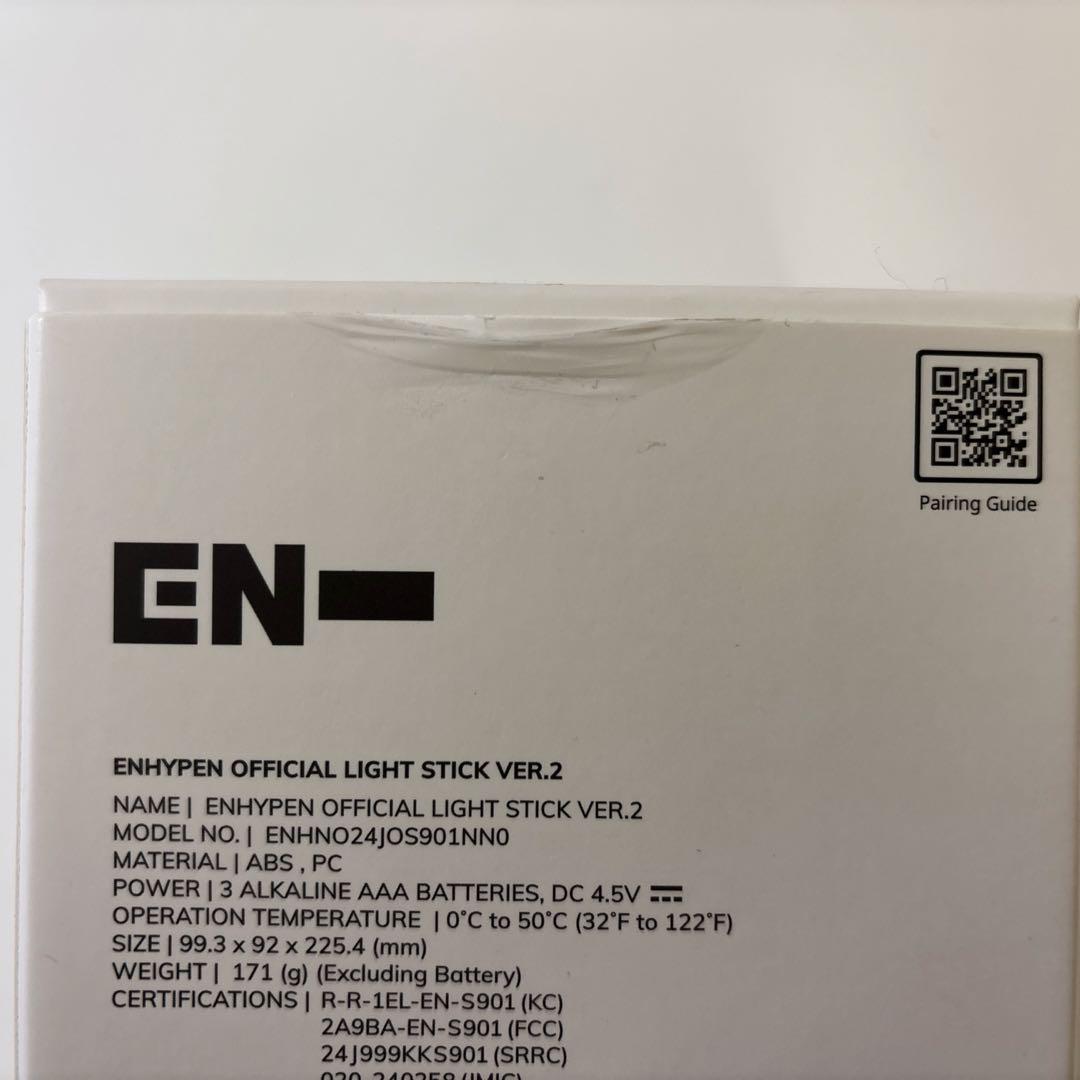 Pairing Guide
EN-
ENHYPEN OFFICIAL LIGHT STICK VER.2
NAME | ENHYPEN OFFICIAL LIGHT STICK VER.2
MODEL NO. | ENHNO24JOS901NN0
MATERIAL | ABS , PC
POWER | 3 ALKALINE AAA BATTERIES, DC 4.5V ⎓
OPERATION TEMPERATURE | 0°C to 50°C (32°F to 122°F)
SIZE | 99.3 x 92 x 225.4 (mm)
WEIGHT | 171 (g) (Excluding Battery)
CERTIFICATIONS | R-R-1EL-EN-S901 (KC)
2A9BA-EN-S901 (FCC)
24J999KKS901 (SRRC)